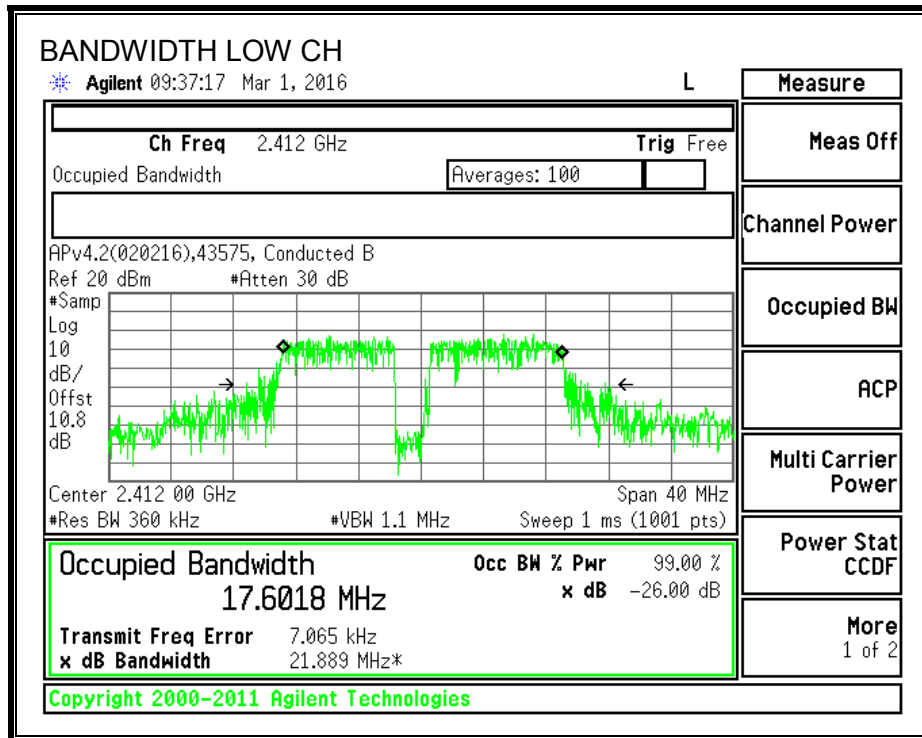 BANDWIDTH LOW CH
Agilent 09:37:17 Mar 1, 2016 L
Ch Freq 2.412 GHz Trig Free
Occupied Bandwidth Averages: 100
APv4.2(020216),43575, Conducted B
Ref 20 dBm #Atten 30 dB
#Samp
Log
10
dB/
Offst
10.8
dB
Center 2.412 00 GHz Span 40 MHz
#Res BW 360 kHz #VBW 1.1 MHz Sweep 1 ms (1001 pts)
Occupied Bandwidth Occ BW % Pwr 99.00 %
17.6018 MHz x dB -26.00 dB
Transmit Freq Error 7.065 kHz
x dB Bandwidth 21.889 MHz*
Copyright 2000-2011 Agilent Technologies
Measure
Meas Off
Channel Power
Occupied BW
ACP
Multi Carrier
Power
Power Stat
CCDF
More
1 of 2